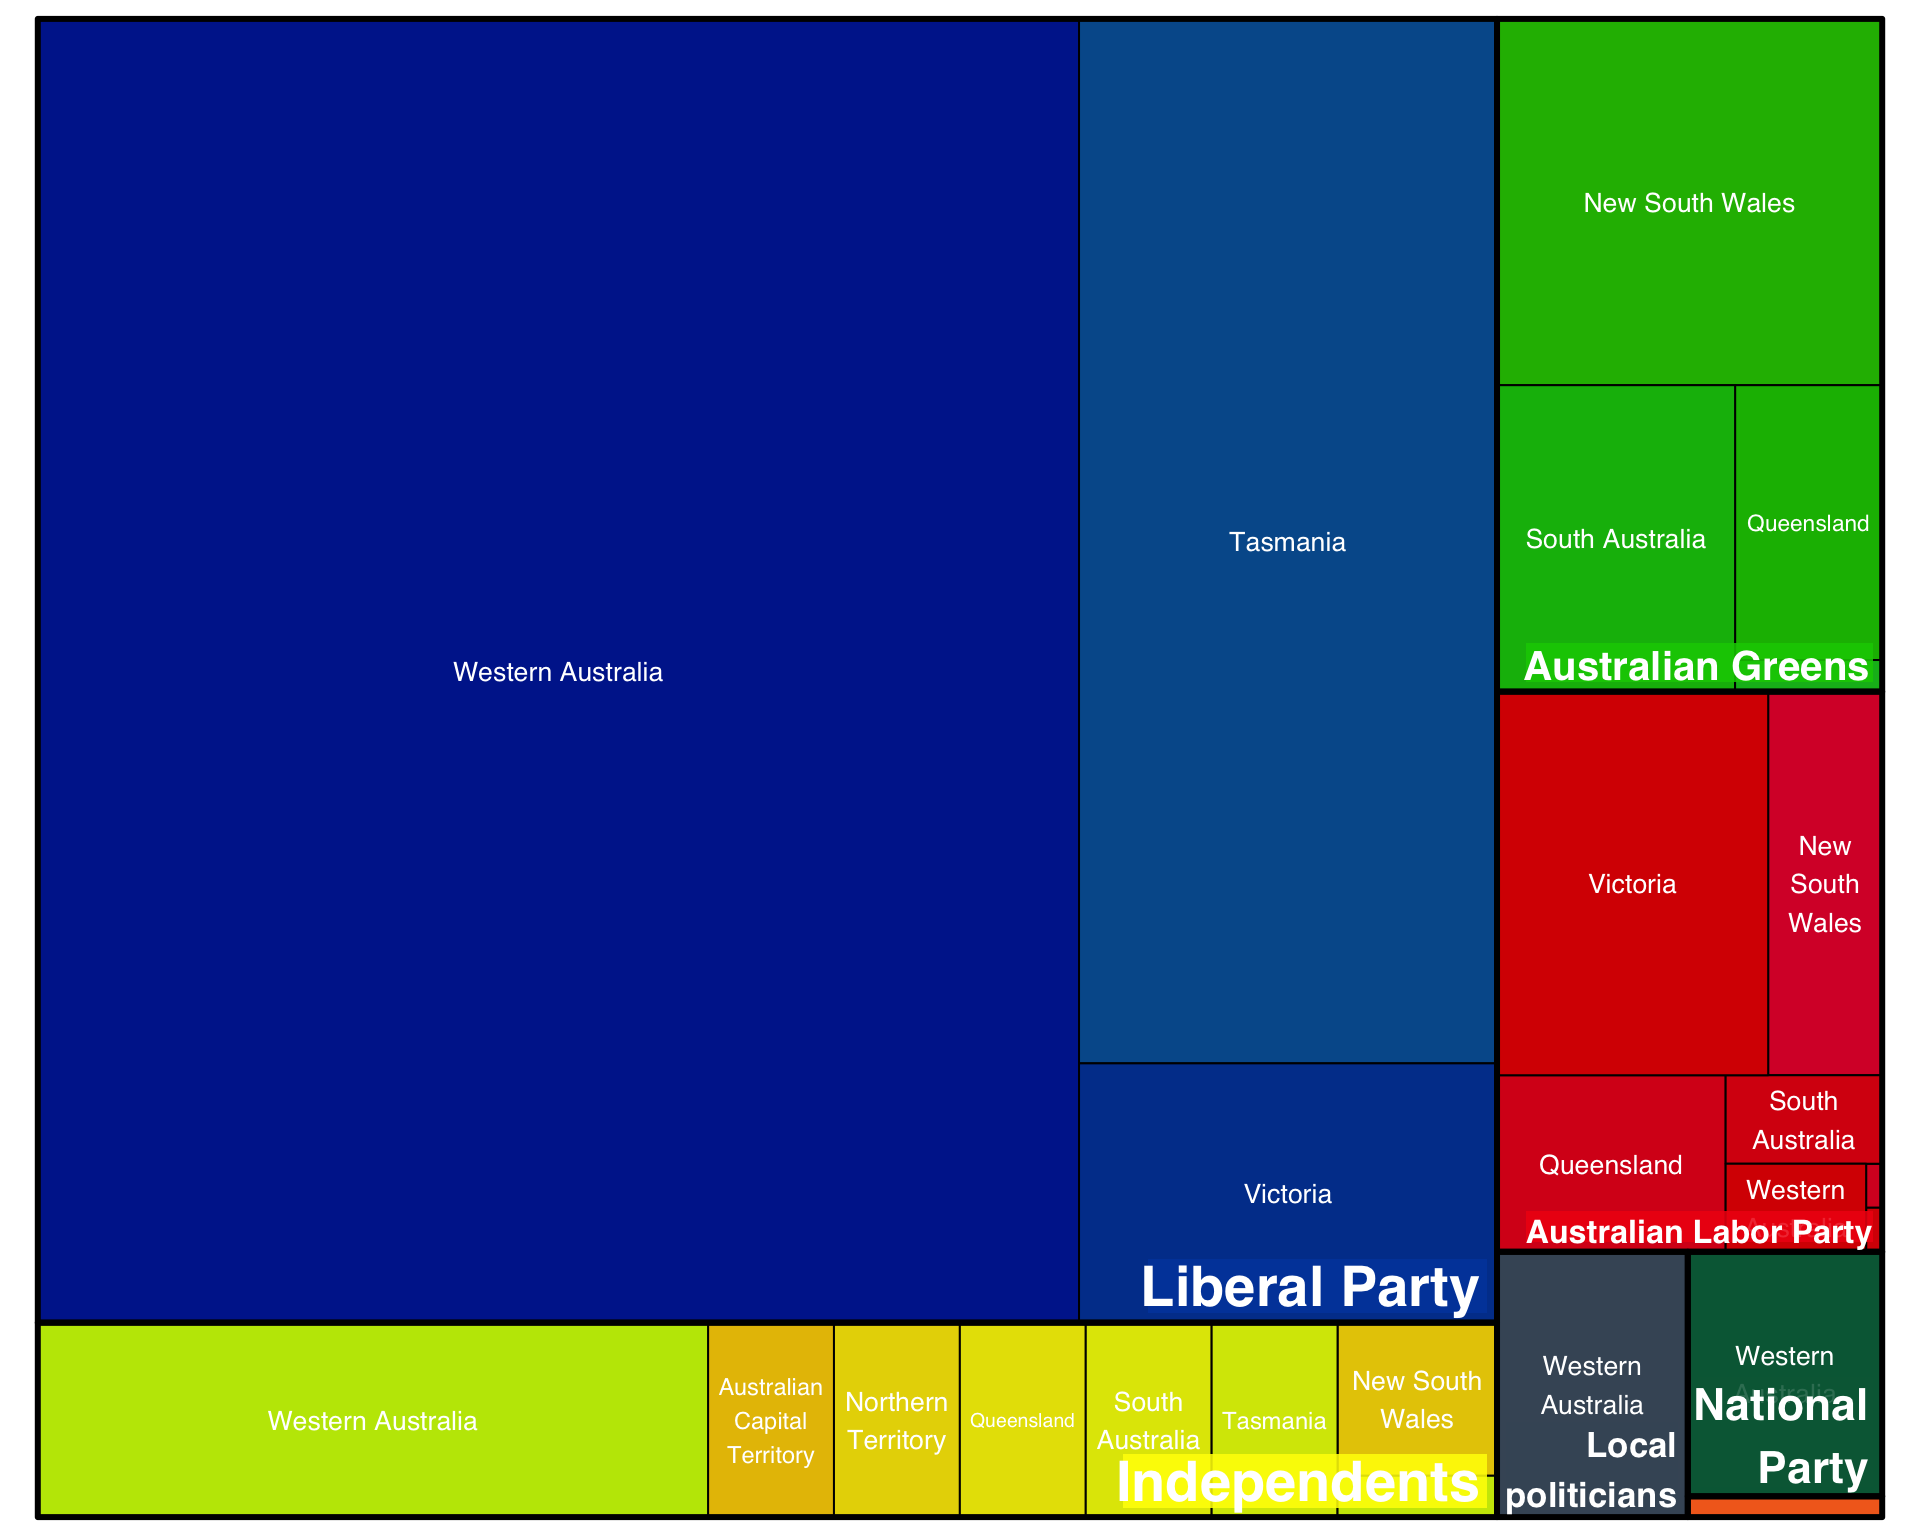 Western Australia
Tasmania
Victoria
Liberal Party
New South Wales
South Australia
Queensland
Australian Greens
Victoria
New
South
Wales
Queensland
South
Australia
Western
Australia
Australian Labor Party
Western Australia
Australian
Capital
Territory
Northern
Territory
Queensland
South
Australia
Tasmania
New South
Wales
Independents
Western
Australia
Local
politicians
Western
Australia
National
Party